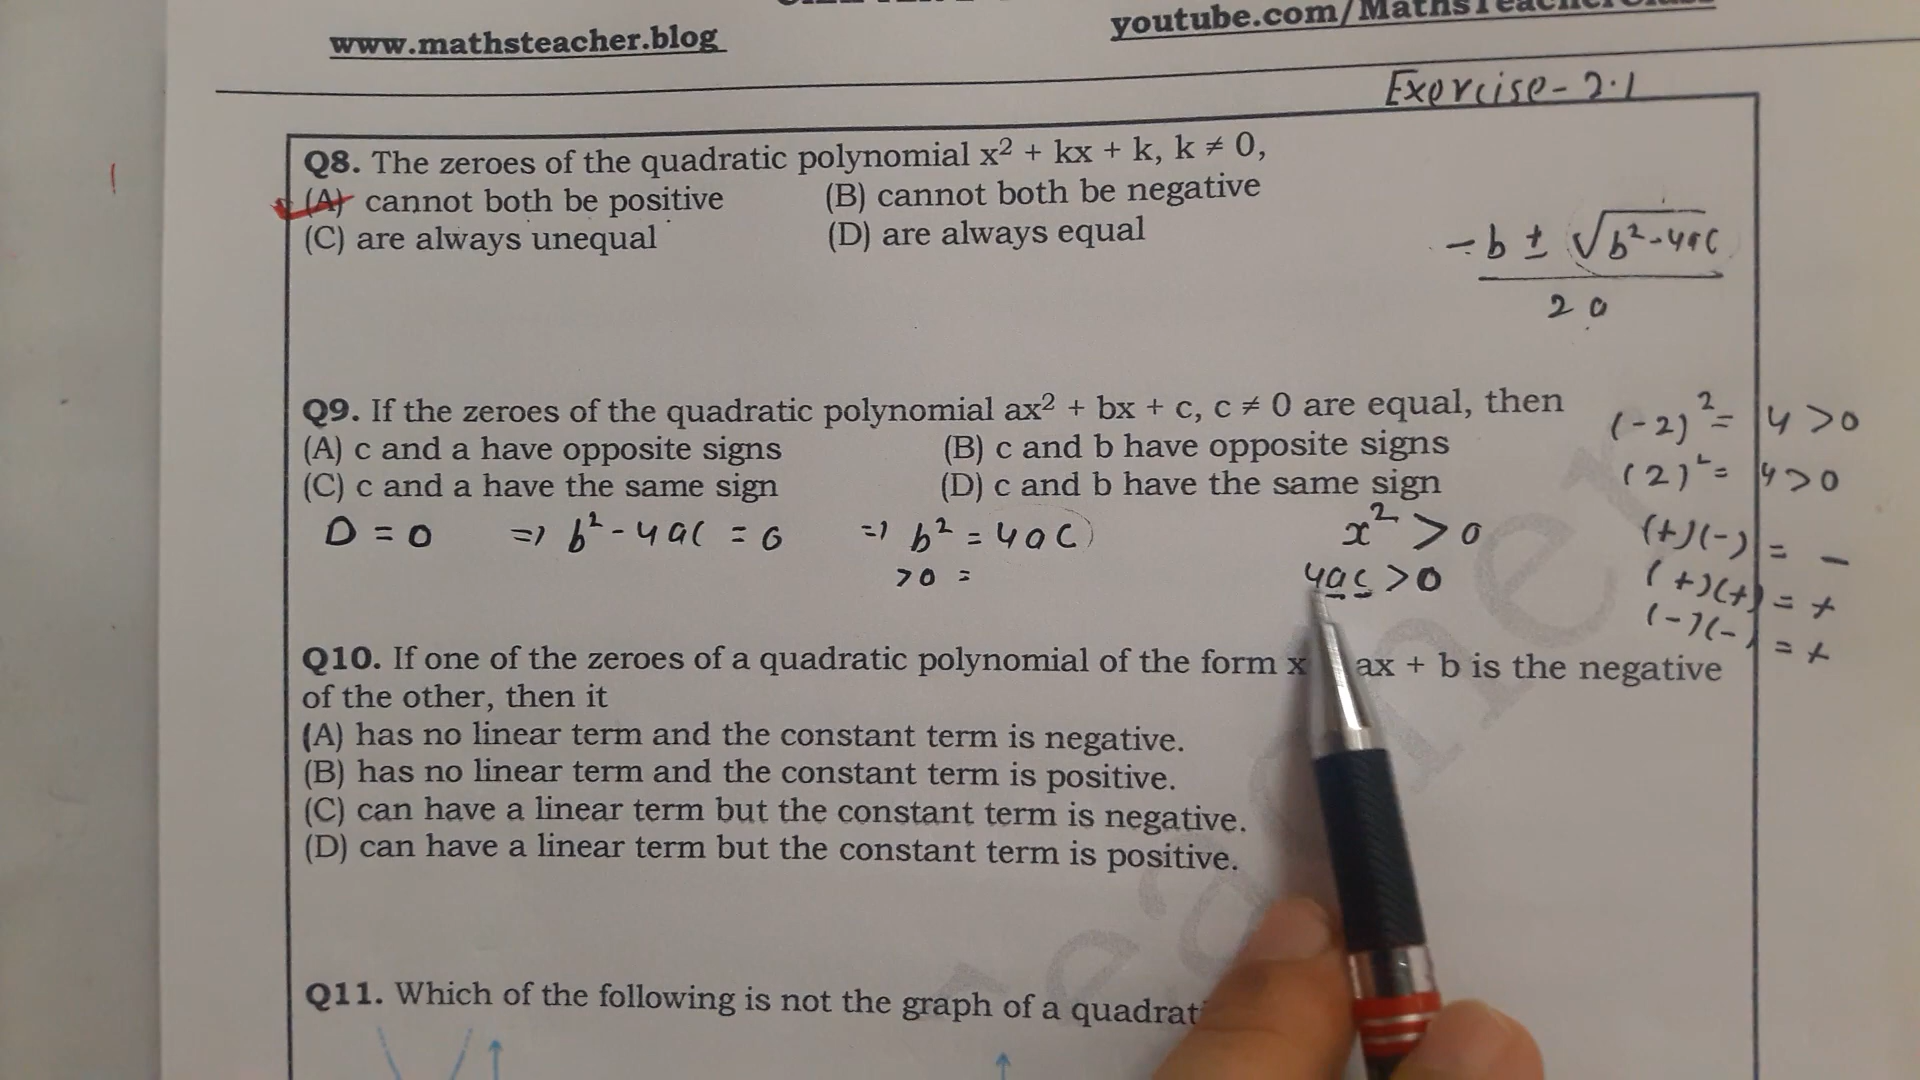 www.mathsteacher.blog
youtube.com/MathsTeacherClass
Exercise- 2.1
Q8. The zeroes of the quadratic polynomial x² + kx + k, k ≠ 0,
(A) cannot both be positive (B) cannot both be negative
(C) are always unequal (D) are always equal
-b ± √b²-4ac
2a
Q9. If the zeroes of the quadratic polynomial ax² + bx + c, c ≠ 0 are equal, then
(A) c and a have opposite signs (B) c and b have opposite signs
(C) c and a have the same sign (D) c and b have the same sign
(-2)² = 4 >0
(2)² = 4>0
D = 0 => b²-4ac = 0 => b² = 4ac x² > 0
>0 = 4ac >0
(+)(-) = -
(+)(+) = +
(-)(-) = +
Q10. If one of the zeroes of a quadratic polynomial of the form x ax + b is the negative
of the other, then it
(A) has no linear term and the constant term is negative.
(B) has no linear term and the constant term is positive.
(C) can have a linear term but the constant term is negative.
(D) can have a linear term but the constant term is positive.
Q11. Which of the following is not the graph of a quadrat